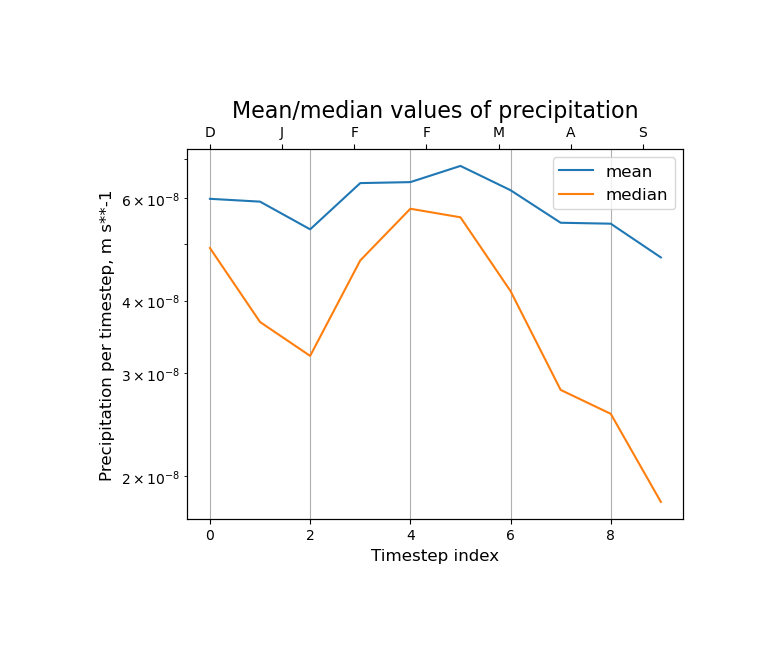 Mean/median values of precipitation
D J F F M A S
mean
median
6 × 10⁻⁸
4 × 10⁻⁸
3 × 10⁻⁸
2 × 10⁻⁸
Precipitation per timestep, m s**-1
0 2 4 6 8
Timestep index